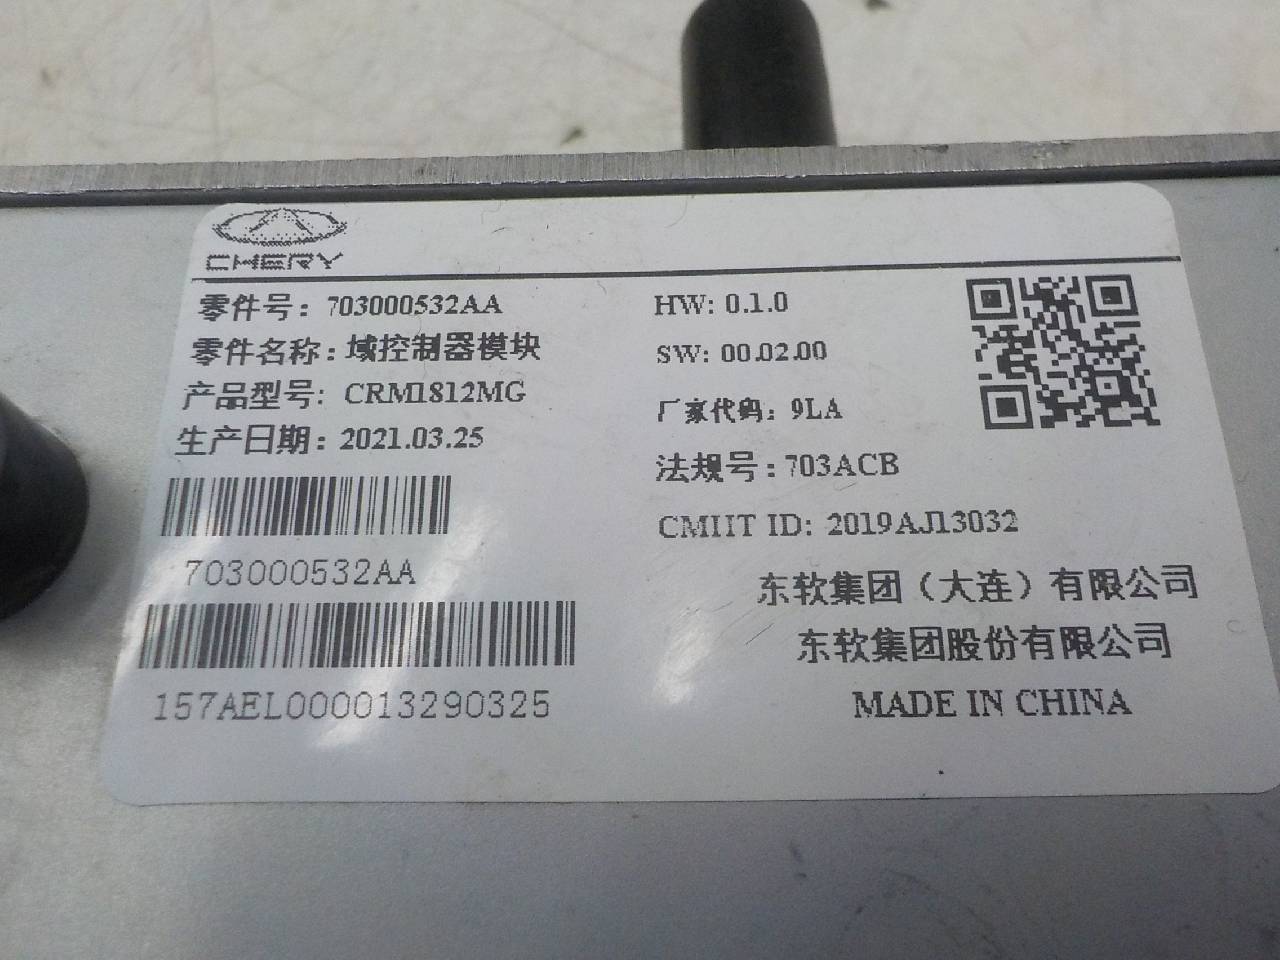 CHERY
零件号: 703000532AA
零件名称: 域控制器模块
产品型号: CRM1812MG
生产日期: 2021.03.25
703000532AA
157AEL000013290325
HW: 0.1.0
SW: 00.02.00
厂家代码: 9LA
法规号: 703ACB
CMIIT ID: 2019AJ13032
东软集团（大连）有限公司
东软集团股份有限公司
MADE IN CHINA